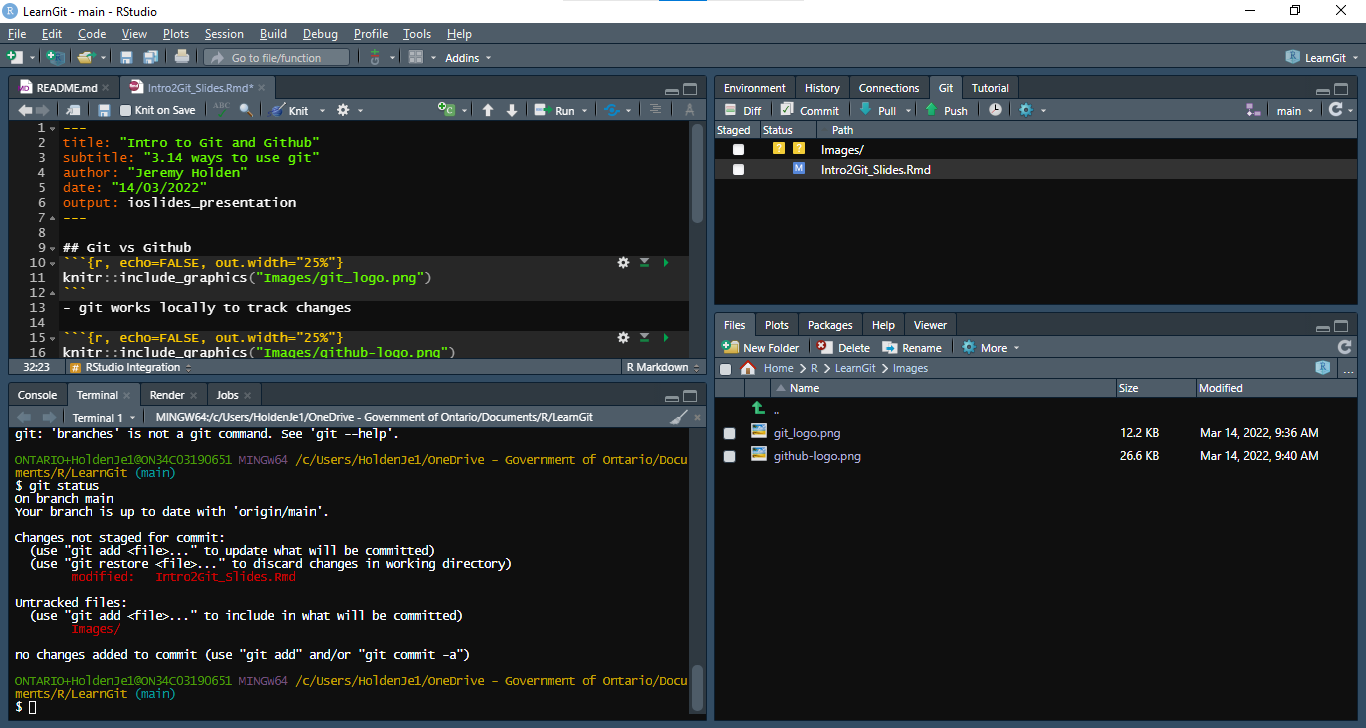 LearnGit - main - RStudio
File Edit Code View Plots Session Build Debug Profile Tools Help
Go to file/function Addins LearnGit
README.md Intro2Git_Slides.Rmd*
Knit on Save ABC Knit Run
1 ---
2 title: "Intro to Git and Github"
3 subtitle: "3.14 ways to use git"
4 author: "Jeremy Holden"
5 date: "14/03/2022"
6 output: ioslides_presentation
7 ---
8
9 ## Git vs Github
10 ```{r, echo=FALSE, out.width="25%"}
11 knitr::include_graphics("Images/git_logo.png")
12 ```
13 - git works locally to track changes
14
15 ```{r, echo=FALSE, out.width="25%"}
16 knitr::include_graphics("Images/github-logo.png")
32:23 # RStudio Integration R Markdown
Console Terminal Render Jobs
Terminal 1 MINGW64:/c/Users/HoldenJe1/OneDrive - Government of Ontario/Documents/R/LearnGit
git: 'branches' is not a git command. See 'git --help'.
ONTARIO+HoldenJe1@ON34C03190651 MINGW64 /c/Users/HoldenJe1/OneDrive - Government of Ontario/Docu
ments/R/LearnGit (main)
$ git status
On branch main
Your branch is up to date with 'origin/main'.
Changes not staged for commit:
(use "git add <file>..." to update what will be committed)
(use "git restore <file>..." to discard changes in working directory)
modified: Intro2Git_Slides.Rmd
Untracked files:
(use "git add <file>..." to include in what will be committed)
Images/
no changes added to commit (use "git add" and/or "git commit -a")
ONTARIO+HoldenJe1@ON34C03190651 MINGW64 /c/Users/HoldenJe1/OneDrive - Government of Ontario/Docu
ments/R/LearnGit (main)
$
Environment History Connections Git Tutorial
Diff Commit Pull Push main
Staged Status Path
? ? Images/
M Intro2Git_Slides.Rmd
Files Plots Packages Help Viewer
New Folder Delete Rename More
Home R LearnGit Images R ...
Name Size Modified
..
git_logo.png 12.2 KB Mar 14, 2022, 9:36 AM
github-logo.png 26.6 KB Mar 14, 2022, 9:40 AM